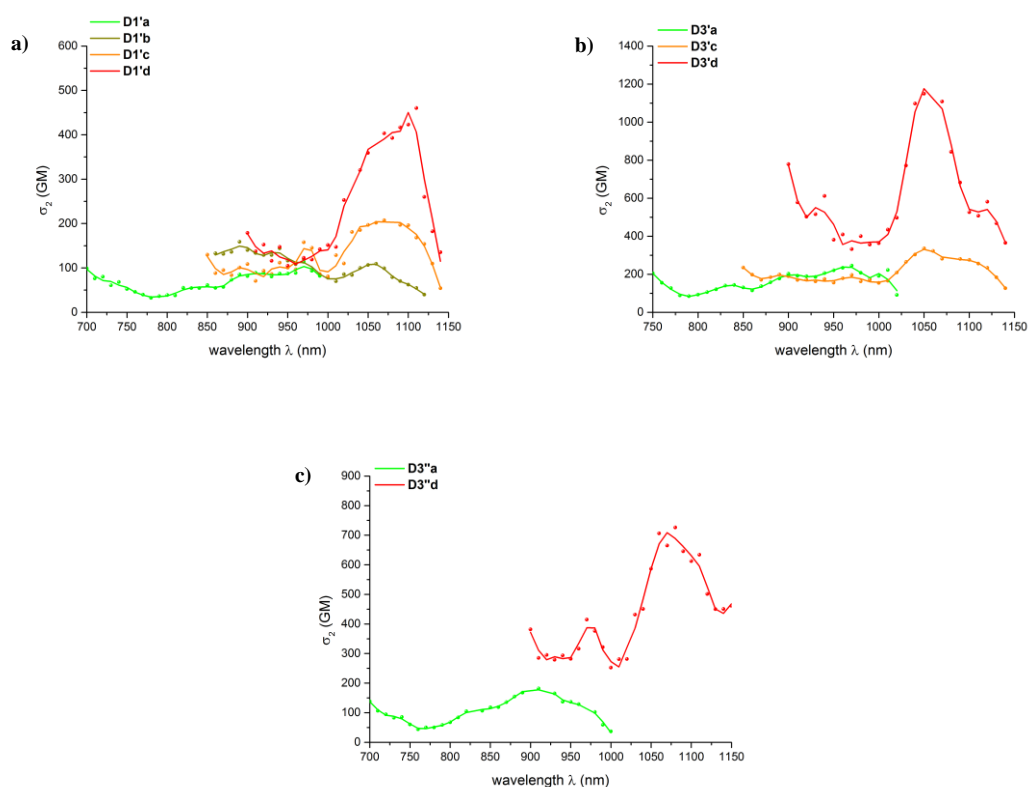 a)
D1'a
D1'b
D1'c
D1'd
600
500
400
300
200
100
0
σ2 (GM)
700 750 800 850 900 950 1000 1050 1100 1150
wavelength λ (nm)
b)
D3'a
D3'c
D3'd
1400
1200
1000
800
600
400
200
0
σ2 (GM)
750 800 850 900 950 1000 1050 1100 1150
wavelength λ (nm)
c)
D3"a
D3"d
900
800
700
600
500
400
300
200
100
0
σ2 (GM)
700 750 800 850 900 950 1000 1050 1100 1150
wavelength λ (nm)